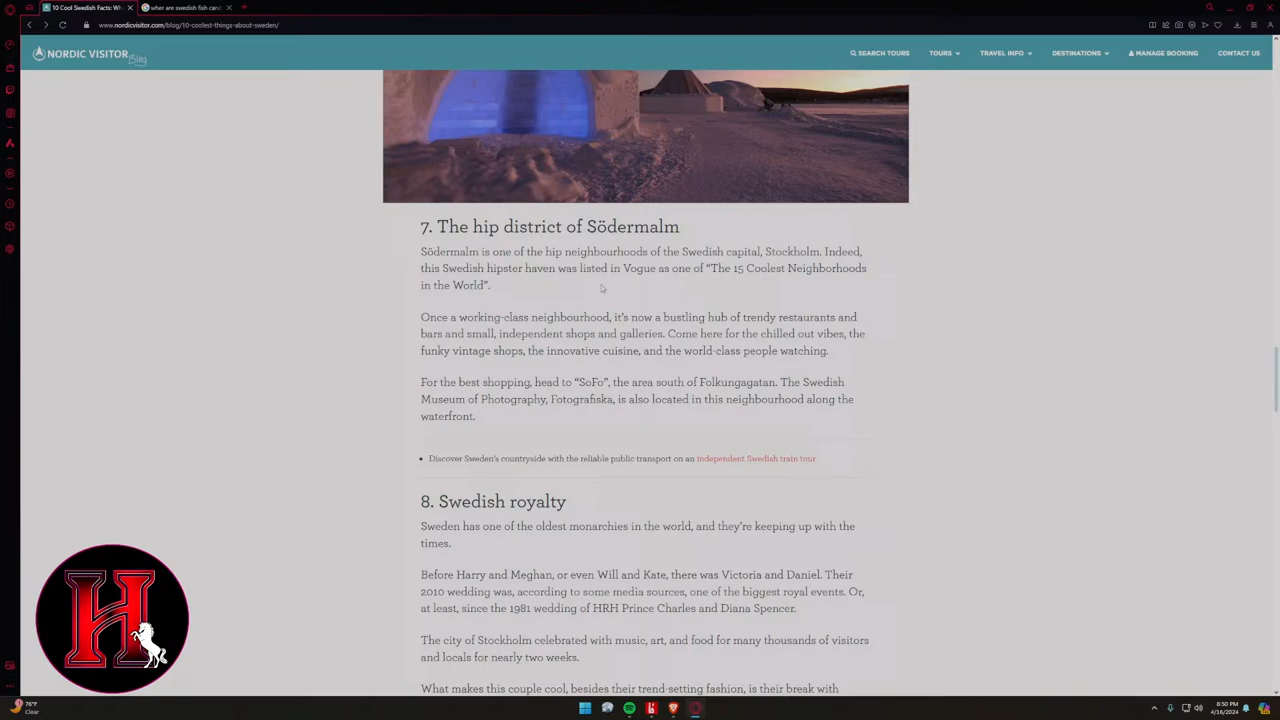 10 Cool Swedish Facts: Wh
wher are swedish fish cand
www.nordicvisitor.com/blog/10-coolest-things-about-sweden/
NORDIC VISITOR Blog
SEARCH TOURS
TOURS
TRAVEL INFO
DESTINATIONS
MANAGE BOOKING
CONTACT US
7. The hip district of Södermalm
Södermalm is one of the hip neighbourhoods of the Swedish capital, Stockholm. Indeed,
this Swedish hipster haven was listed in Vogue as one of “The 15 Coolest Neighborhoods
in the World”.
Once a working-class neighbourhood, it’s now a bustling hub of trendy restaurants and
bars and small, independent shops and galleries. Come here for the chilled out vibes, the
funky vintage shops, the innovative cuisine, and the world-class people watching.
For the best shopping, head to “SoFo”, the area south of Folkungagatan. The Swedish
Museum of Photography, Fotografiska, is also located in this neighbourhood along the
waterfront.
Discover Sweden’s countryside with the reliable public transport on an independent Swedish train tour
8. Swedish royalty
Sweden has one of the oldest monarchies in the world, and they’re keeping up with the
times.
Before Harry and Meghan, or even Will and Kate, there was Victoria and Daniel. Their
2010 wedding was, according to some media sources, one of the biggest royal events. Or,
at least, since the 1981 wedding of HRH Prince Charles and Diana Spencer.
The city of Stockholm celebrated with music, art, and food for many thousands of visitors
and locals for nearly two weeks.
What makes this couple cool, besides their trend-setting fashion, is their break with
H
76°F
Clear
8:50 PM
4/16/2024